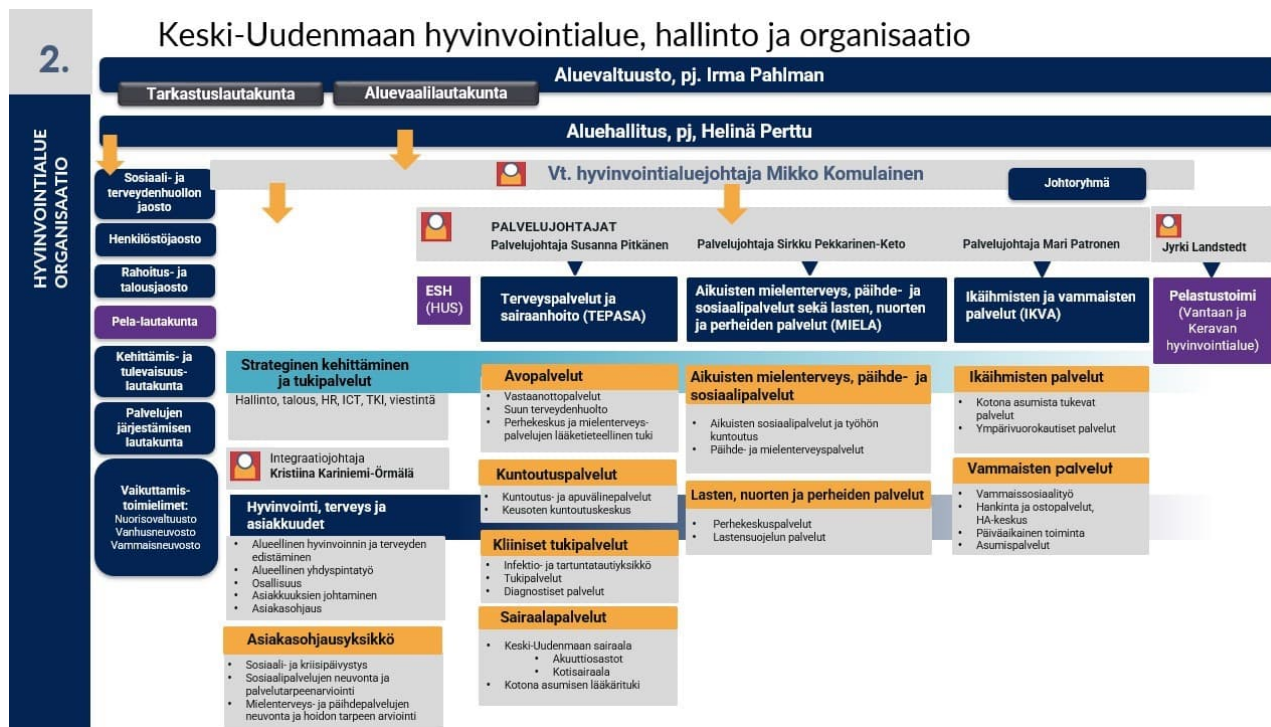 Keski-Uudenmaan hyvinvointialue, hallinto ja organisaatio
2.
HYVINVOINTIALUE
ORGANISAATIO
Aluevaltuusto, pj. Irma Pahlman
Tarkastuslautakunta
Aluevaalilautakunta
Aluehallitus, pj, Helinä Perttu
Vt. hyvinvointialuejohtaja Mikko Komulainen
Johtoryhmä
Sosiaali- ja
terveydenhuollon
jaosto
Henkilöstöjaosto
Rahoitus- ja
talousjaosto
Pela-lautakunta
Kehittämis- ja
tulevaisuus-
lautakunta
Palvelujen
järjestämisen
lautakunta
Vaikuttamis-
toimielimet:
Nuorisovaltuusto
Vanhusneuvosto
Vammaisneuvosto
PALVELUJOHTAJAT
Palvelujohtaja Susanna Pitkänen
Palvelujohtaja Sirkku Pekkarinen-Keto
Palvelujohtaja Mari Patronen
Jyrki Landstedt
ESH
(HUS)
Terveyspalvelut ja
sairaanhoito (TEPASA)
Aikuisten mielenterveys, päihde- ja
sosiaalipalvelut sekä lasten, nuorten
ja perheiden palvelut (MIELA)
Ikäihmisten ja vammaisten
palvelut (IKVA)
Pelastustoimi
(Vantaan ja
Keravan
hyvinvointialue)
Strateginen kehittäminen
ja tukipalvelut
Hallinto, talous, HR, ICT, TKI, viestintä
Integraatiojohtaja
Kristiina Kariniemi-Örmälä
Hyvinvointi, terveys ja
asiakkuudet
• Alueellinen hyvinvoinnin ja terveyden
edistäminen
• Alueellinen yhdyspintatyö
• Osallisuus
• Asiakkuuksien johtaminen
• Asiakasohjaus
Asiakasohjausyksikkö
• Sosiaali- ja kriisipäivystys
• Sosiaalipalvelujen neuvonta ja
palvelutarpeenarviointi
• Mielenterveys- ja päihdepalvelujen
neuvonta ja hoidon tarpeen arviointi
Avopalvelut
• Vastaanottopalvelut
• Suun terveydenhuolto
• Perhekeskus ja mielenterveys-
palvelujen lääketieteellinen tuki
Kuntoutuspalvelut
• Kuntoutus- ja apuvälinepalvelut
• Keusoten kuntoutuskeskus
Kliiniset tukipalvelut
• Infektio- ja tartuntatautiyksikkö
• Tukipalvelut
• Diagnostiset palvelut
Sairaalapalvelut
• Keski-Uudenmaan sairaala
• Akuuttiosastot
• Kotisairaala
• Kotona asumisen lääkärituki
Aikuisten mielenterveys, päihde- ja
sosiaalipalvelut
• Aikuisten sosiaalipalvelut ja työhön
kuntoutus
• Päihde- ja mielenterveyspalvelut
Lasten, nuorten ja perheiden palvelut
• Perhekeskuspalvelut
• Lastensuojelun palvelut
Ikäihmisten palvelut
• Kotona asumista tukevat
palvelut
• Ympärivuorokautiset palvelut
Vammaisten palvelut
• Vammaissosiaalityö
• Hankinta ja ostopalvelut,
HA-keskus
• Päiväaikainen toiminta
• Asumispalvelut